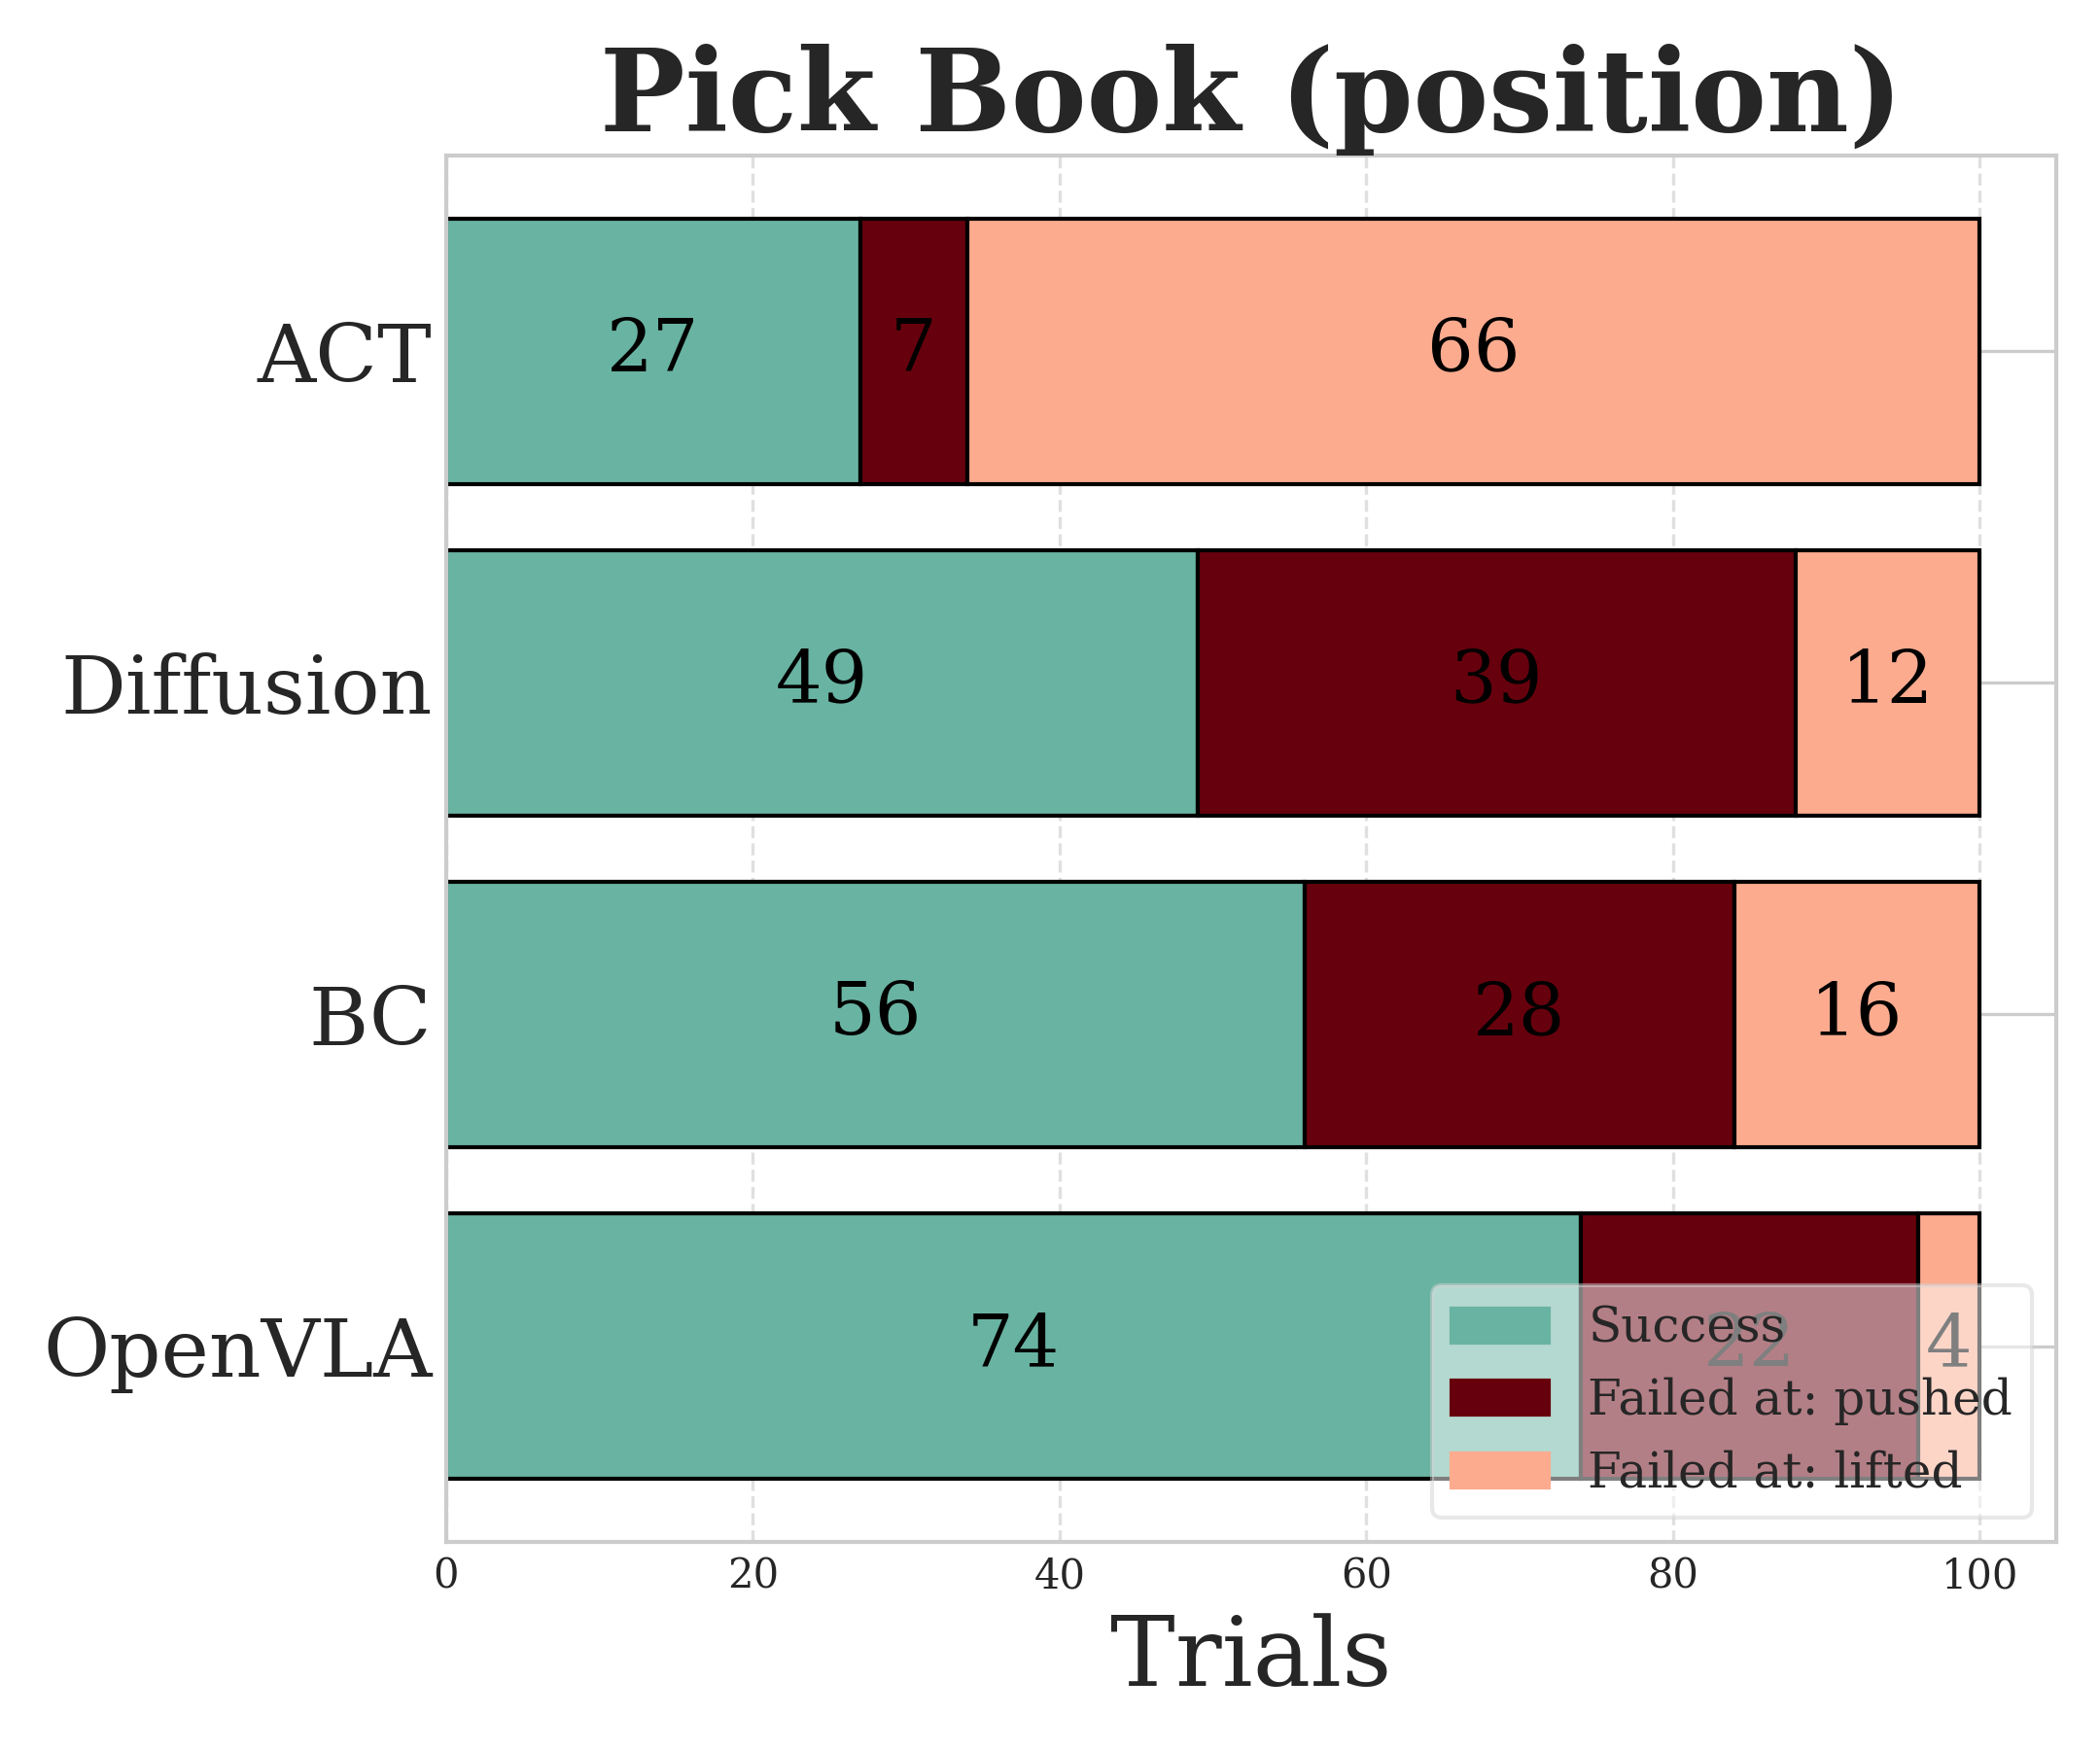 Pick Book (position)
ACT
27 7 66
Diffusion
49 39 12
BC
56 28 16
OpenVLA
74 22 4
Success
Failed at: pushed
Failed at: lifted
0 20 40 60 80 100
Trials